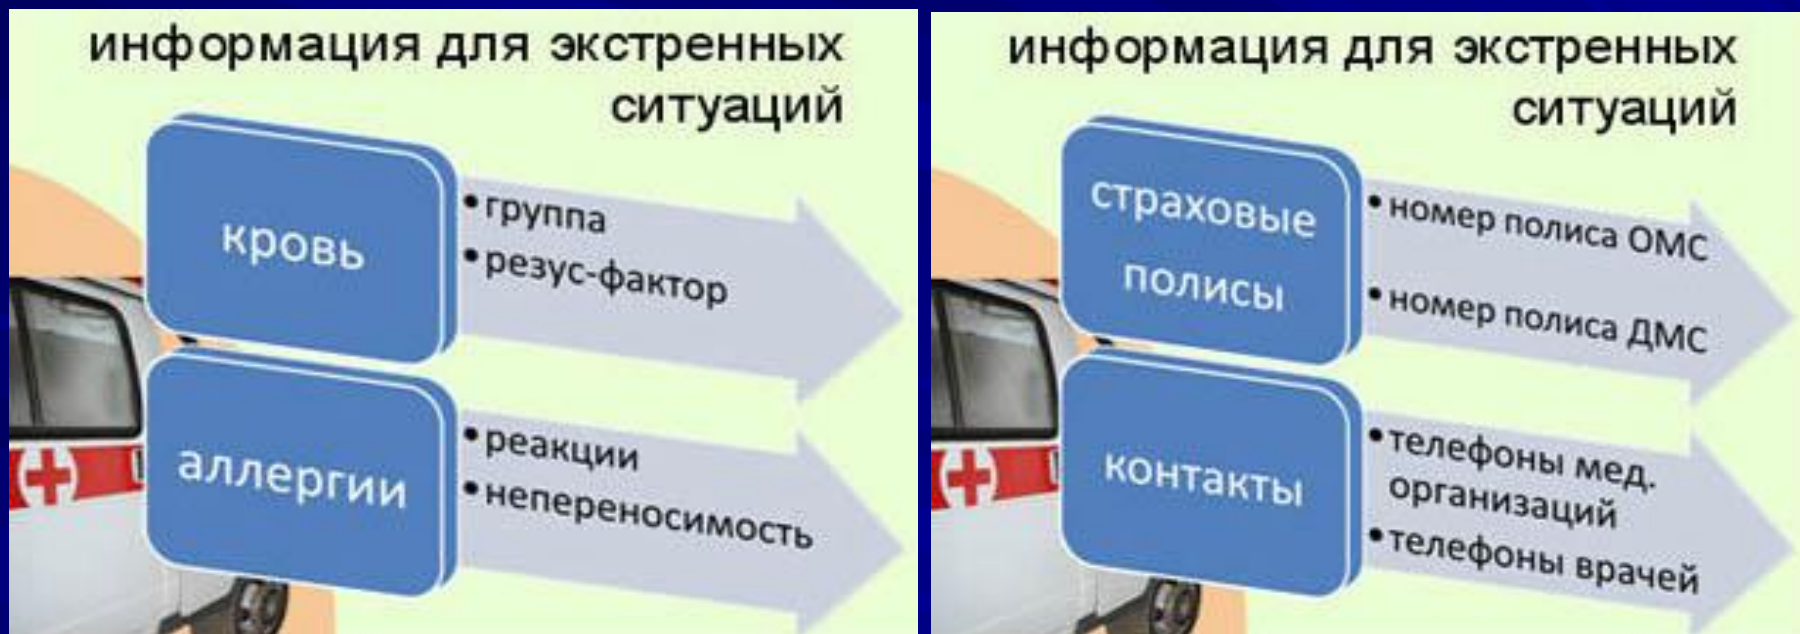 информация для экстренных
ситуаций
кровь
• группа
• резус-фактор
аллергии
• реакции
• непереносимость
информация для экстренных
ситуаций
страховые
полисы
• номер полиса ОМС
• номер полиса ДМС
контакты
• телефоны мед.
организаций
• телефоны врачей